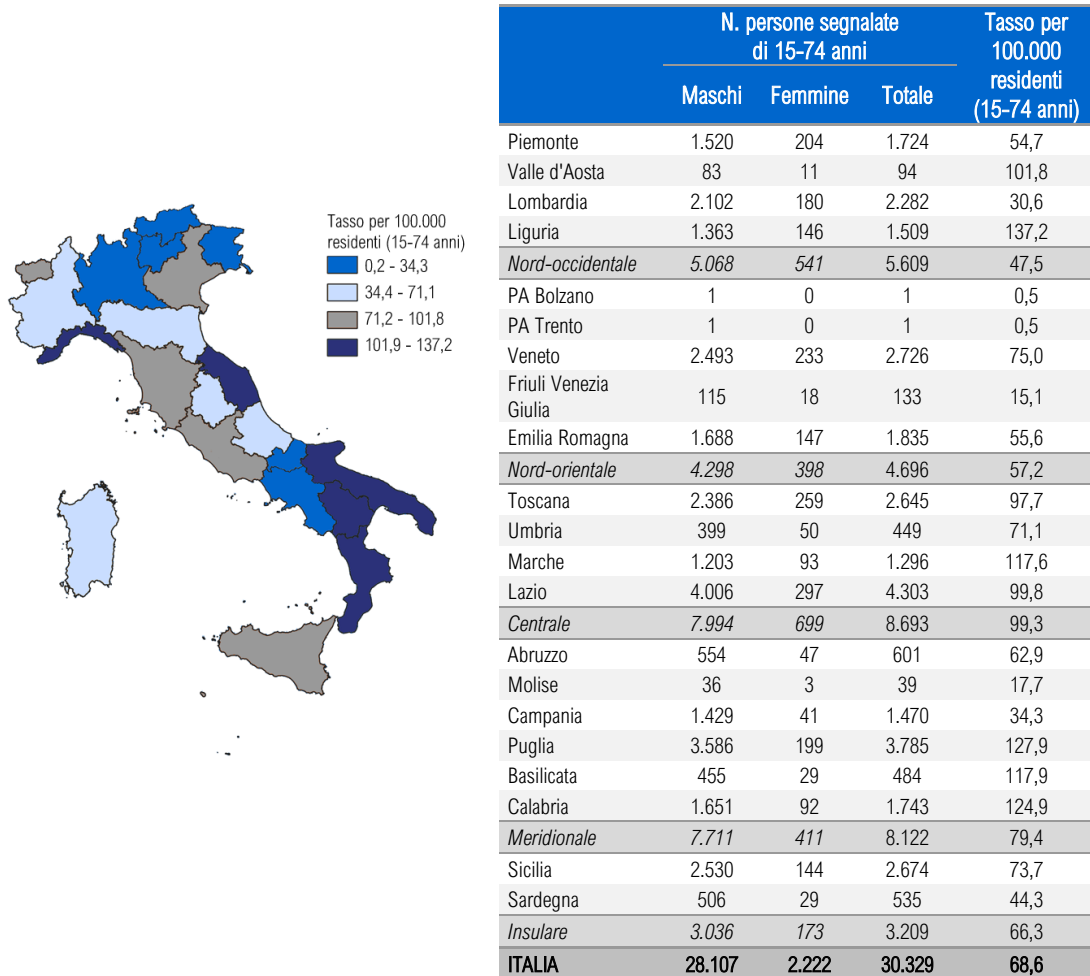 Tasso per 100.000
residenti (15-74 anni)
0,2 - 34,3
34,4 - 71,1
71,2 - 101,8
101,9 - 137,2
N. persone segnalate
di 15-74 anni
Tasso per
100.000
residenti
(15-74 anni)
Maschi Femmine Totale
Piemonte 1.520 204 1.724 54,7
Valle d'Aosta 83 11 94 101,8
Lombardia 2.102 180 2.282 30,6
Liguria 1.363 146 1.509 137,2
Nord-occidentale 5.068 541 5.609 47,5
PA Bolzano 1 0 1 0,5
PA Trento 1 0 1 0,5
Veneto 2.493 233 2.726 75,0
Friuli Venezia
Giulia 115 18 133 15,1
Emilia Romagna 1.688 147 1.835 55,6
Nord-orientale 4.298 398 4.696 57,2
Toscana 2.386 259 2.645 97,7
Umbria 399 50 449 71,1
Marche 1.203 93 1.296 117,6
Lazio 4.006 297 4.303 99,8
Centrale 7.994 699 8.693 99,3
Abruzzo 554 47 601 62,9
Molise 36 3 39 17,7
Campania 1.429 41 1.470 34,3
Puglia 3.586 199 3.785 127,9
Basilicata 455 29 484 117,9
Calabria 1.651 92 1.743 124,9
Meridionale 7.711 411 8.122 79,4
Sicilia 2.530 144 2.674 73,7
Sardegna 506 29 535 44,3
Insulare 3.036 173 3.209 66,3
ITALIA 28.107 2.222 30.329 68,6